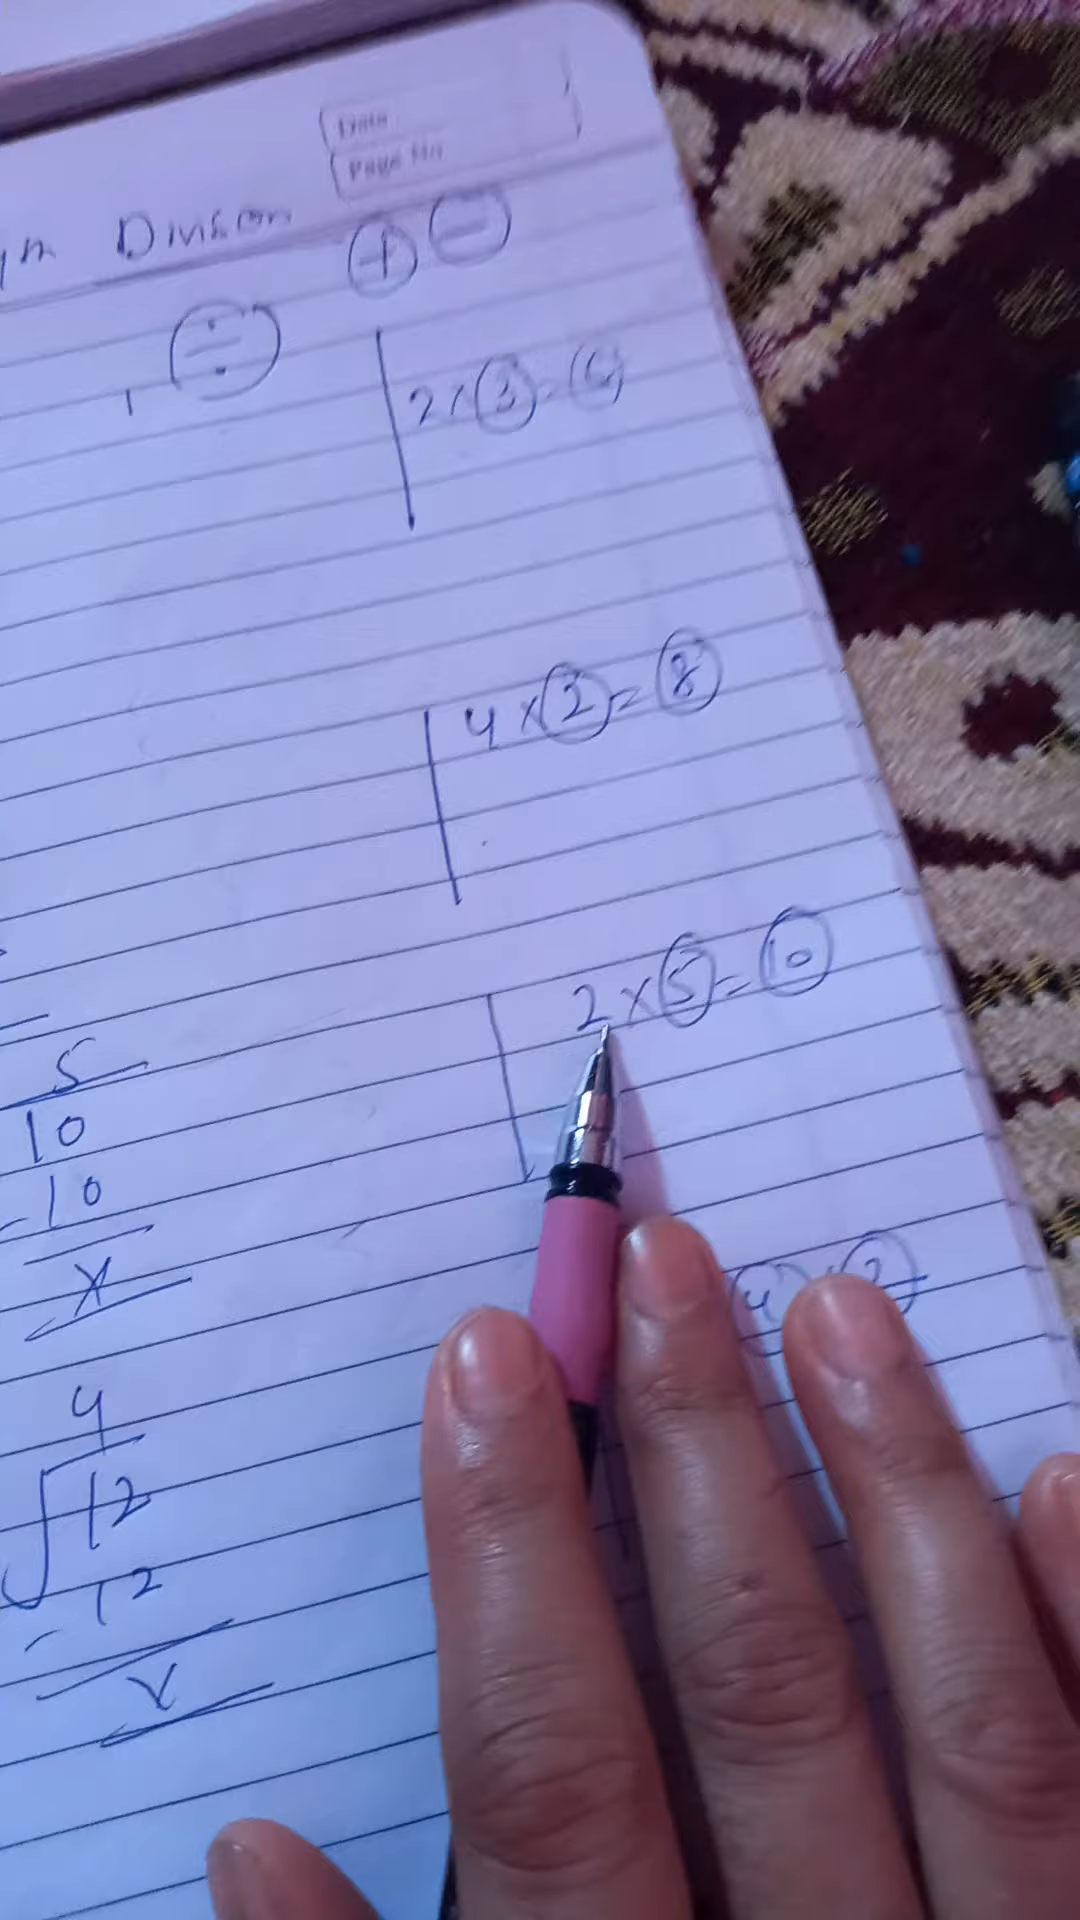 Date
Page No
Division
+ -
÷
2 × 3 = 6
4 × 2 = 8
2 × 5 = 10
5
10
- 10
x
4
4
12
- 12
x